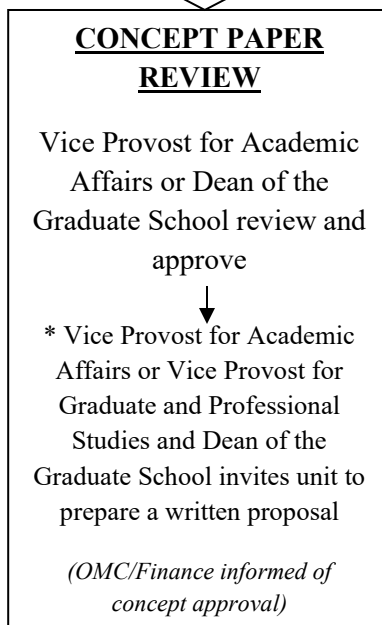 CONCEPT PAPER
REVIEW
Vice Provost for Academic
Affairs or Dean of the
Graduate School review and
approve
* Vice Provost for Academic
Affairs or Vice Provost for
Graduate and Professional
Studies and Dean of the
Graduate School invites unit to
prepare a written proposal
(OMC/Finance informed of
concept approval)